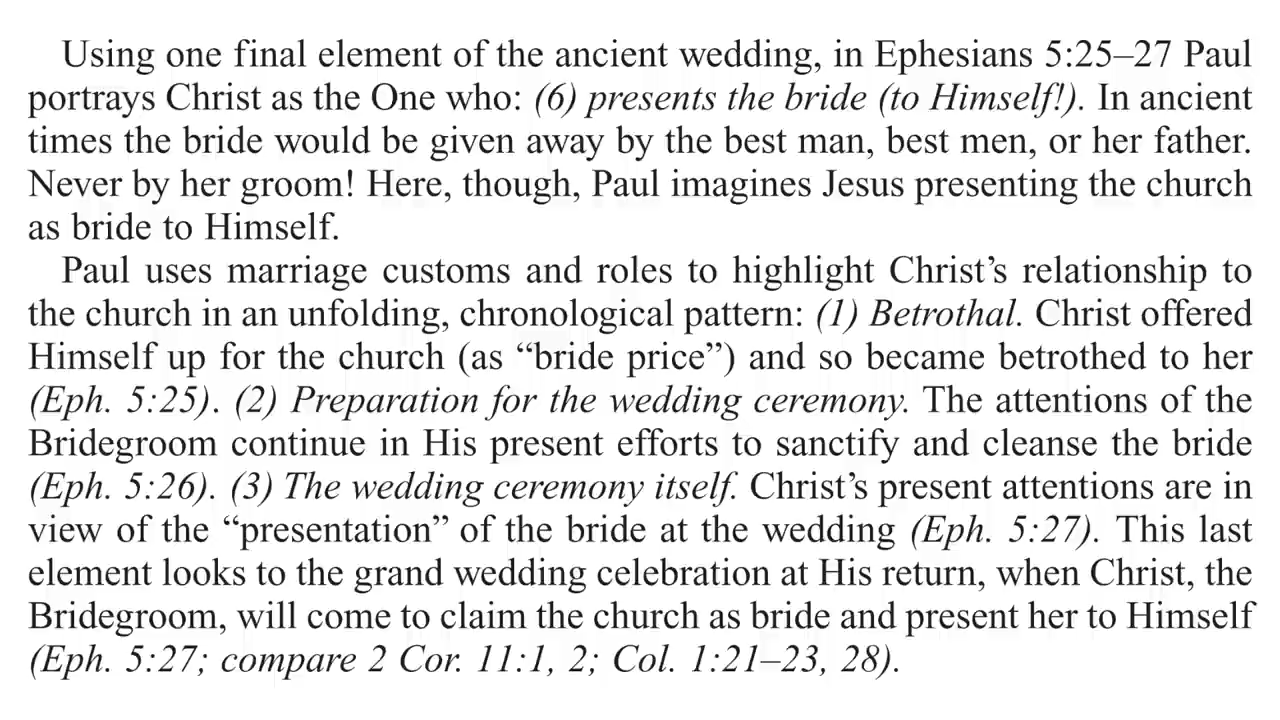 Using one final element of the ancient wedding, in Ephesians 5:25–27 Paul
portrays Christ as the One who: (6) presents the bride (to Himself!). In ancient
times the bride would be given away by the best man, best men, or her father.
Never by her groom! Here, though, Paul imagines Jesus presenting the church
as bride to Himself.
Paul uses marriage customs and roles to highlight Christ’s relationship to
the church in an unfolding, chronological pattern: (1) Betrothal. Christ offered
Himself up for the church (as “bride price”) and so became betrothed to her
(Eph. 5:25). (2) Preparation for the wedding ceremony. The attentions of the
Bridegroom continue in His present efforts to sanctify and cleanse the bride
(Eph. 5:26). (3) The wedding ceremony itself. Christ’s present attentions are in
view of the “presentation” of the bride at the wedding (Eph. 5:27). This last
element looks to the grand wedding celebration at His return, when Christ, the
Bridegroom, will come to claim the church as bride and present her to Himself
(Eph. 5:27; compare 2 Cor. 11:1, 2; Col. 1:21–23, 28).